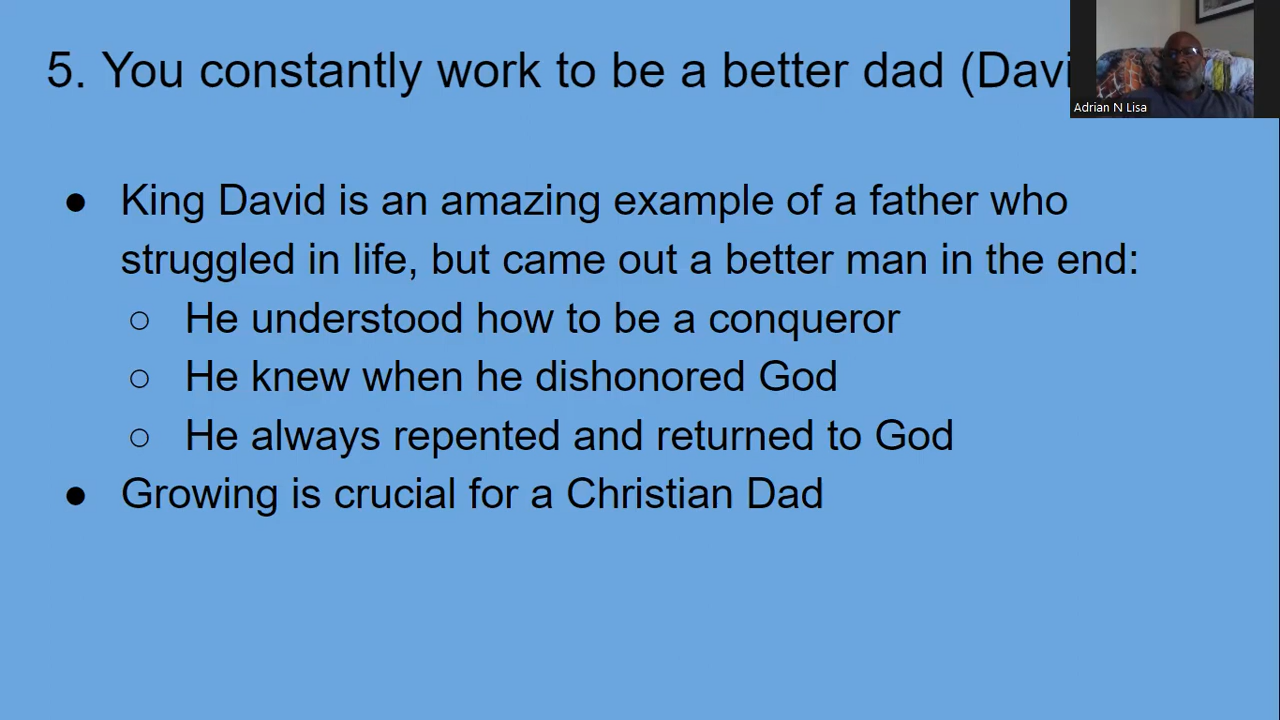 5. You constantly work to be a better dad (Davi
Adrian N Lisa
● King David is an amazing example of a father who
struggled in life, but came out a better man in the end:
○ He understood how to be a conqueror
○ He knew when he dishonored God
○ He always repented and returned to God
● Growing is crucial for a Christian Dad